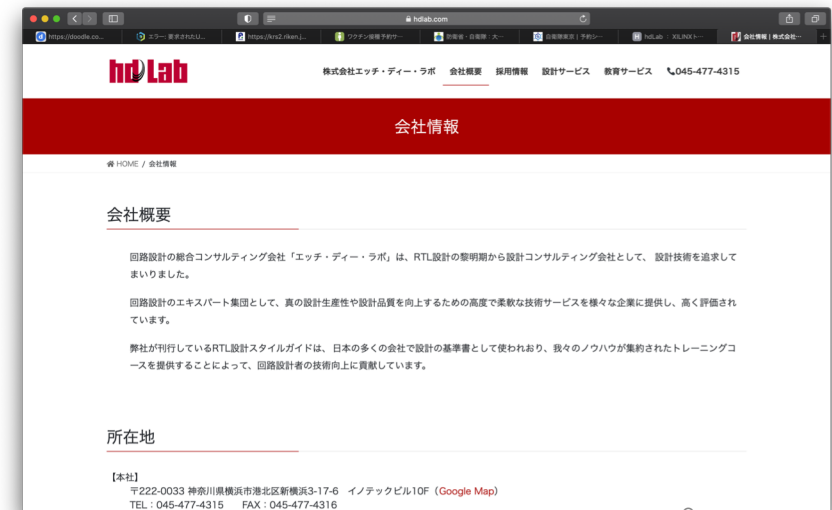 hdlab.com
https://doodle.co...
エラー: 要求されたU...
https://krs2.riken.j...
ワクチン接種予約サ…
防衛省・自衛隊：大…
自衛隊東京 | 予約シ…
hdLab ： XILINXト…
会社情報 | 株式会社…
hd Lab
株式会社エッチ・ディー・ラボ 会社概要 採用情報 設計サービス 教育サービス 045-477-4315
会社情報
HOME / 会社情報
会社概要
回路設計の総合コンサルティング会社「エッチ・ディー・ラボ」は、RTL設計の黎明期から設計コンサルティング会社として、 設計技術を追求して
まいりました。
回路設計のエキスパート集団として、真の設計生産性や設計品質を向上するための高度で柔軟な技術サービスを様々な企業に提供し、高く評価され
ています。
弊社が刊行しているRTL設計スタイルガイドは、日本の多くの会社で設計の基準書として使われおり、我々のノウハウが集約されたトレーニングコ
ースを提供することによって、回路設計者の技術向上に貢献しています。
所在地
【本社】
〒222-0033 神奈川県横浜市港北区新横浜3-17-6 イノテックビル10F（Google Map）
TEL：045-477-4315 FAX：045-477-4316